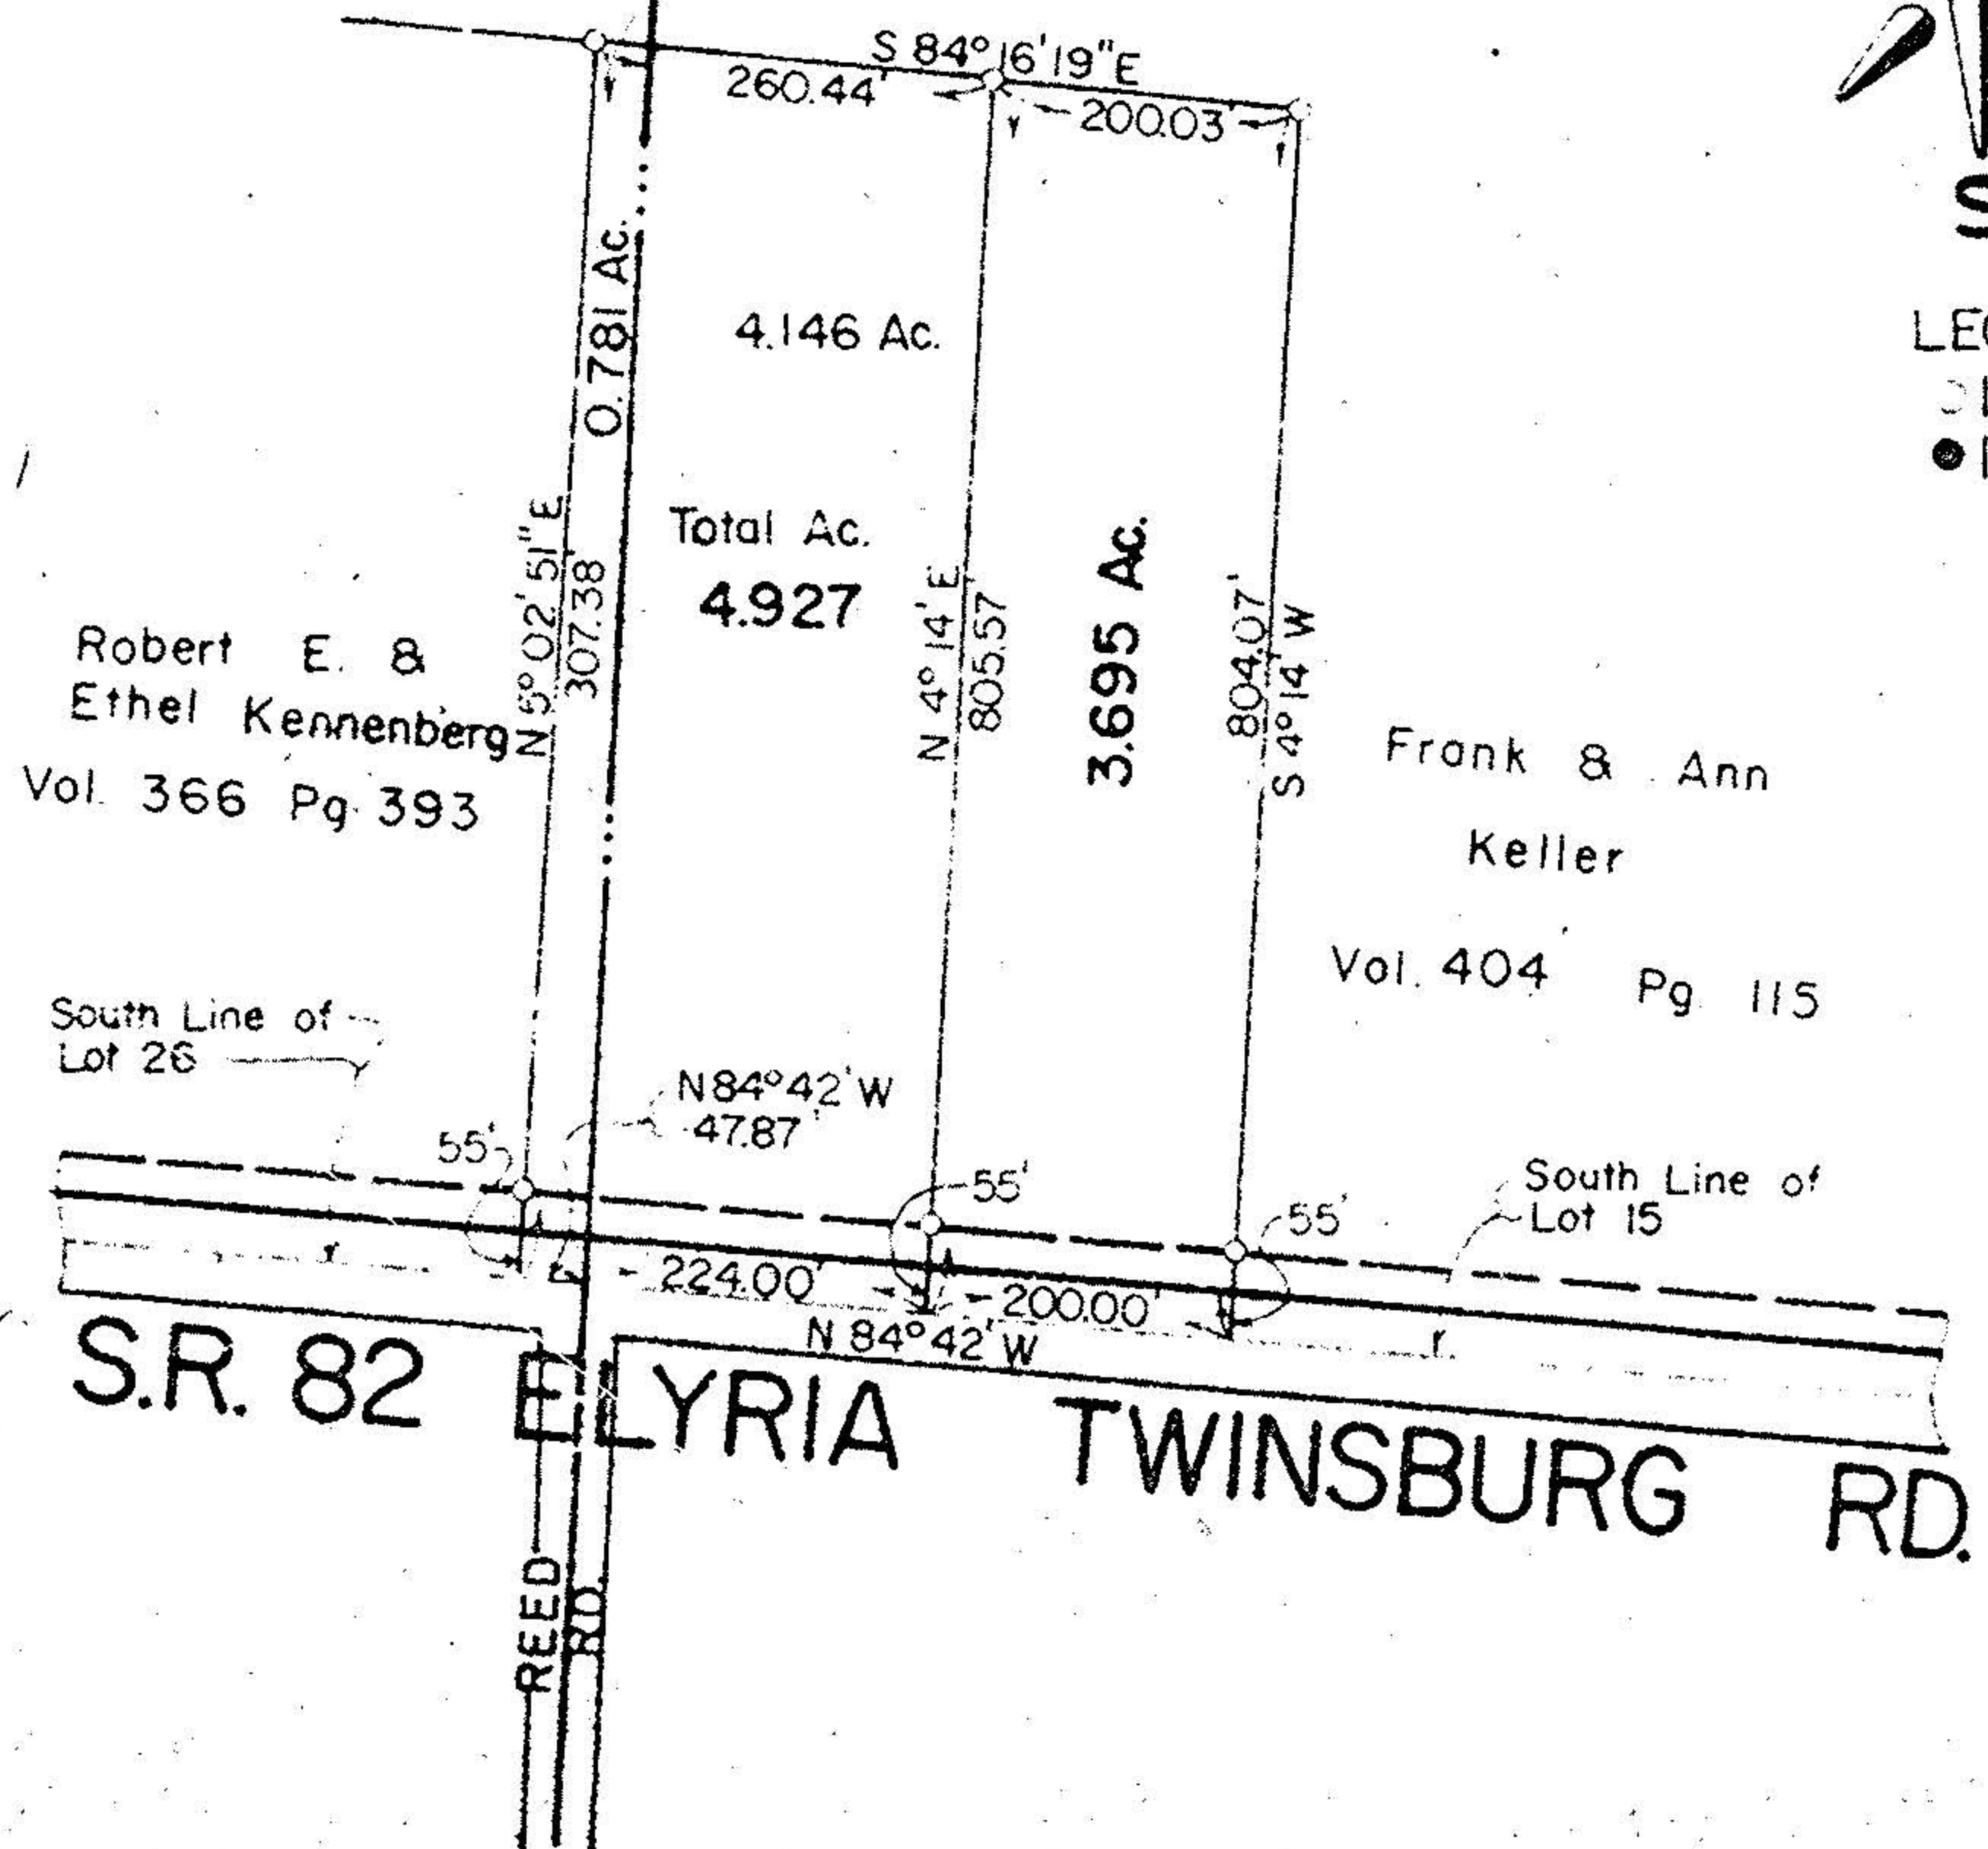 S 84°16'19"E
260.44'
200.03'
0.781 Ac.
4.146 Ac.
Total Ac.
4.927
N 5° 02' 51" E
307.38'
N 4° 14' E
805.57'
3.695 Ac.
804.07'
S 4° 14' W
Robert E. &
Ethel Kennenberg
Vol. 366 Pg. 393
Frank & Ann
Keller
Vol. 404 Pg. 115
South Line of
Lot 26
N 84°42' W
47.87'
55'
55'
55'
South Line of
Lot 15
224.00'
200.00'
N 84°42' W
S.R. 82 ELYRIA TWINSBURG RD.
REED RD.